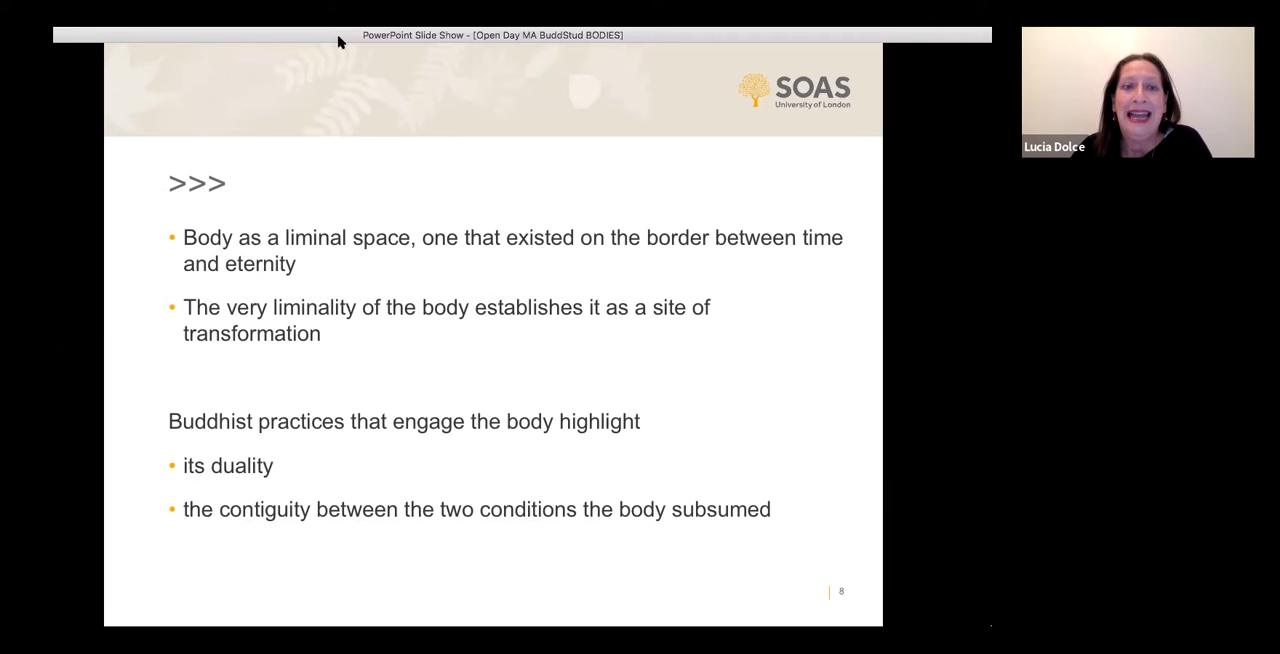 PowerPoint Slide Show - [Open Day MA BuddStud BODIES]
SOAS
University of London
Lucia Dolce
>>>
• Body as a liminal space, one that existed on the border between time
and eternity
• The very liminality of the body establishes it as a site of
transformation
Buddhist practices that engage the body highlight
• its duality
• the contiguity between the two conditions the body subsumed
8